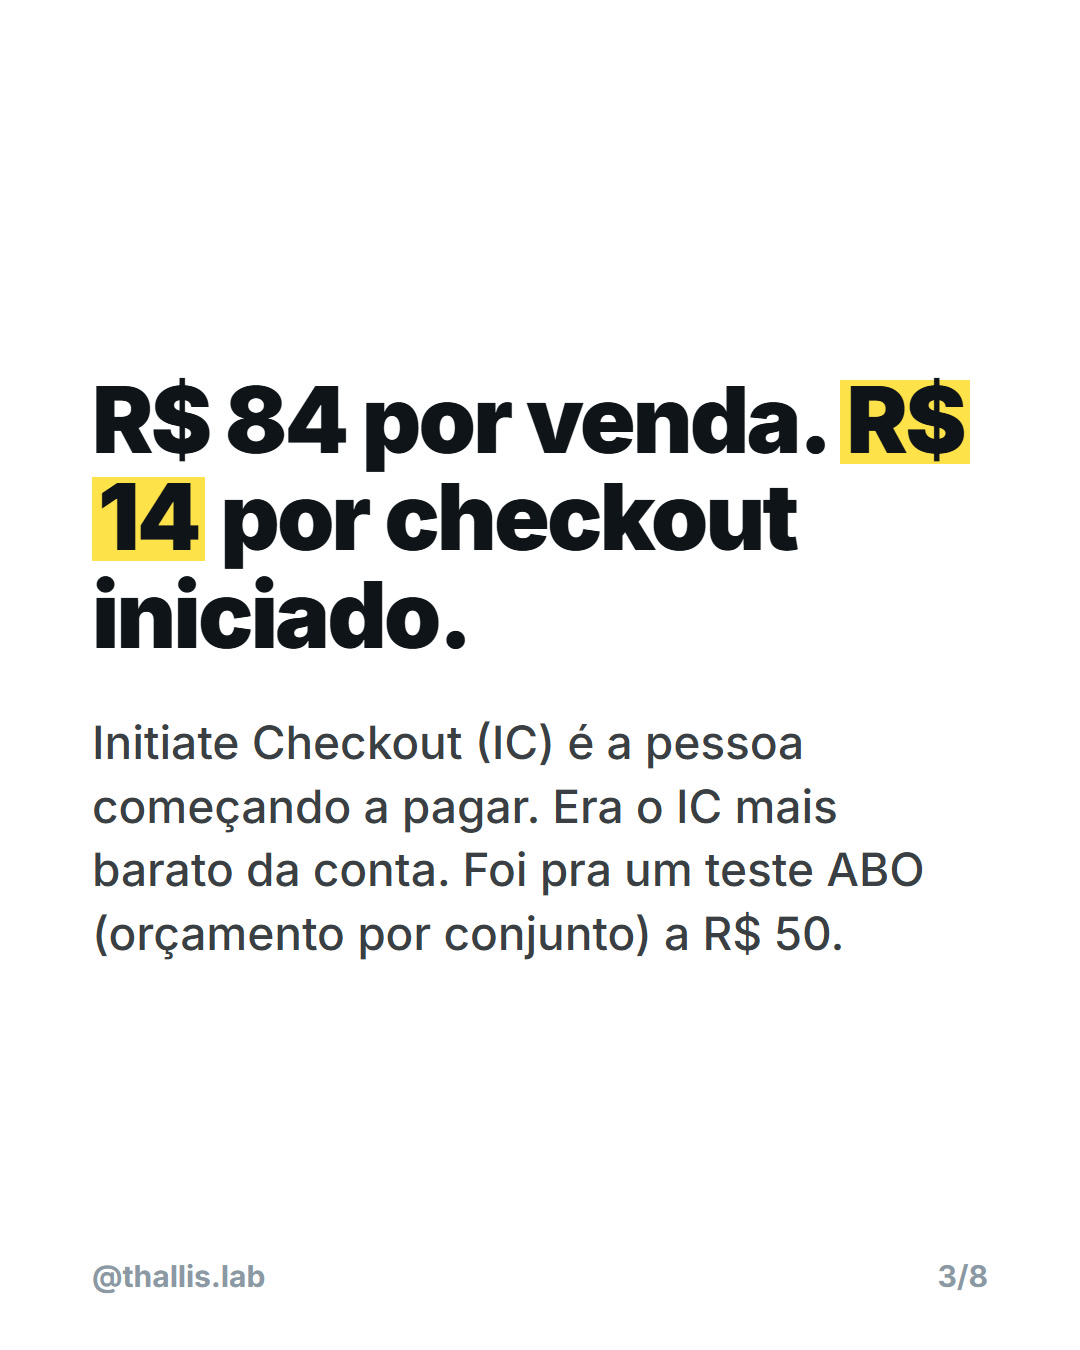 R$ 84 por venda. R$
14 por checkout
iniciado.
Initiate Checkout (IC) é a pessoa
começando a pagar. Era o IC mais
barato da conta. Foi pra um teste ABO
(orçamento por conjunto) a R$ 50.
@thallis.lab
3/8